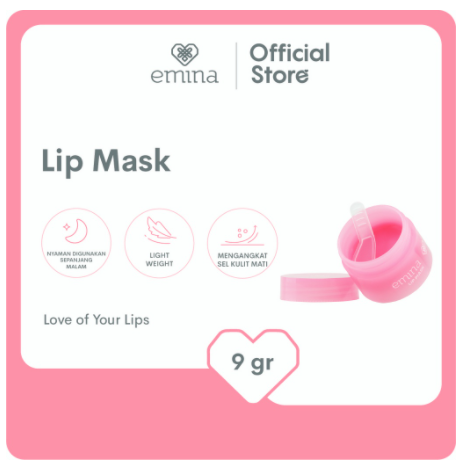 emina
Official
Store
Lip Mask
NYAMAN DIGUNAKAN
SEPANJANG
MALAM
LIGHT
WEIGHT
MENGANGKAT
SEL KULIT MATI
emina
Love of Your Lips
9 gr